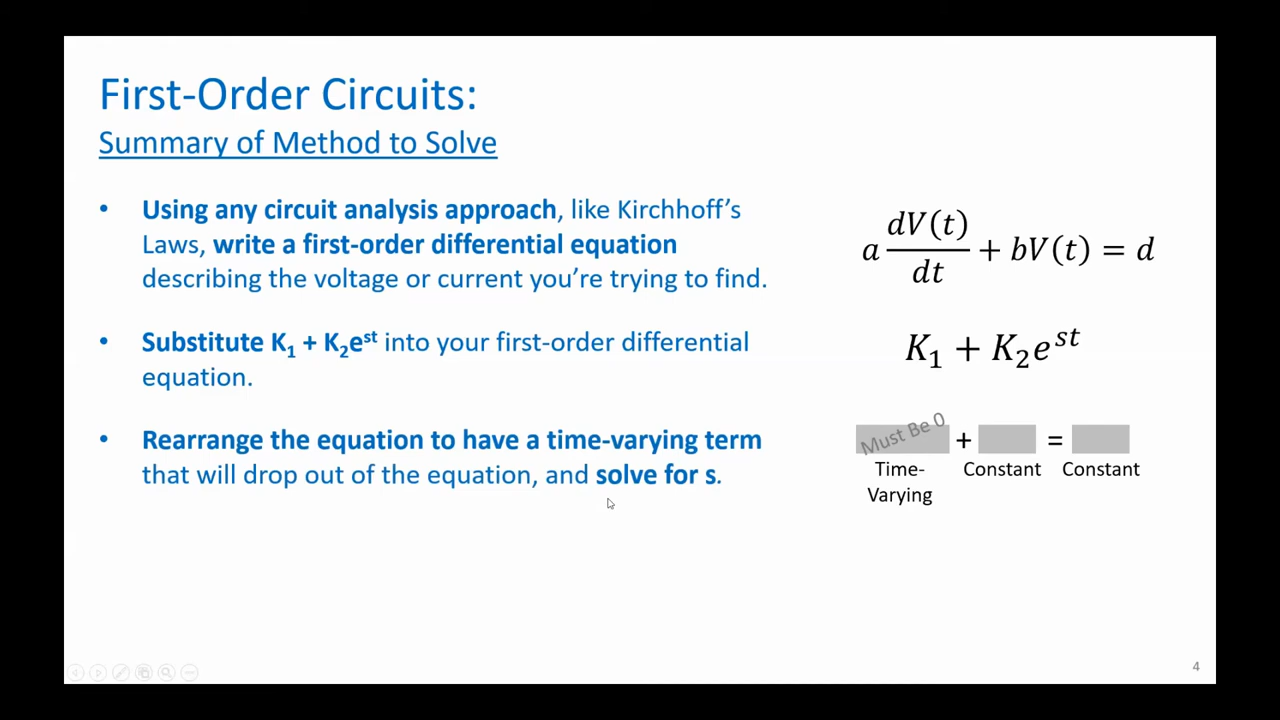 First-Order Circuits:
Summary of Method to Solve
• Using any circuit analysis approach, like Kirchhoff’s
Laws, write a first-order differential equation
describing the voltage or current you’re trying to find.
a dV(t)/dt + bV(t) = d
• Substitute K₁ + K₂eˢᵗ into your first-order differential
equation.
K₁ + K₂eˢᵗ
• Rearrange the equation to have a time-varying term
that will drop out of the equation, and solve for s.
Must Be 0 + =
Time-
Varying
Constant
Constant
4